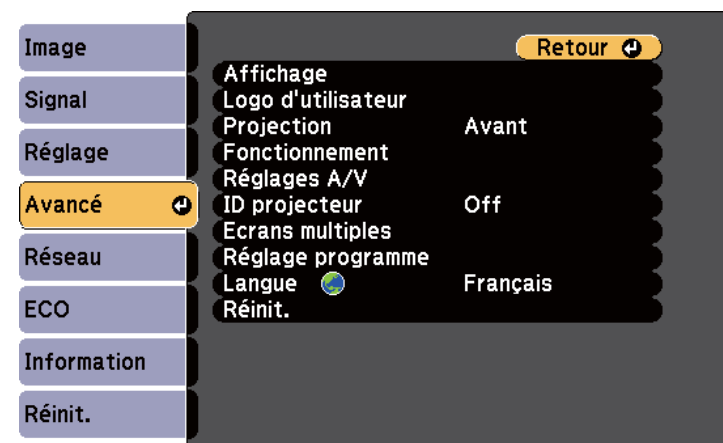 Image
Signal
Réglage
Avancé
Réseau
ECO
Information
Réinit.
Retour
Affichage
Logo d'utilisateur
Projection Avant
Fonctionnement
Réglages A/V
ID projecteur Off
Ecrans multiples
Réglage programme
Langue Français
Réinit.